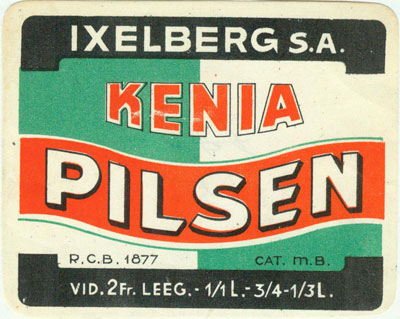 IXELBERG S.A.
KENIA
PILSEN
R.C.B. 1877 CAT. M.B.
VID. 2Fr. LEEG. - 1/1 L. - 3/4 - 1/3 L.